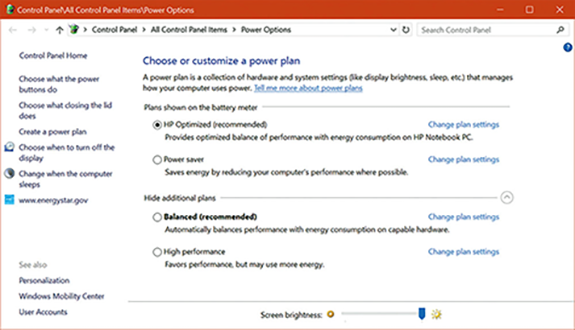 Control Panel\All Control Panel Items\Power Options
Control Panel
All Control Panel Items
Power Options
Search Control Panel
Control Panel Home
Choose what the power
buttons do
Choose what closing the lid
does
Create a power plan
Choose when to turn off the
display
Change when the computer
sleeps
www.energystar.gov
See also
Personalization
Windows Mobility Center
User Accounts
Choose or customize a power plan
A power plan is a collection of hardware and system settings (like display brightness, sleep, etc.) that manages
how your computer uses power. Tell me more about power plans
Plans shown on the battery meter
HP Optimized (recommended) Change plan settings
Provides optimized balance of performance with energy consumption on HP Notebook PC.
Power saver Change plan settings
Saves energy by reducing your computer's performance where possible.
Hide additional plans
Balanced (recommended) Change plan settings
Automatically balances performance with energy consumption on capable hardware.
High performance Change plan settings
Favors performance, but may use more energy.
Screen brightness: